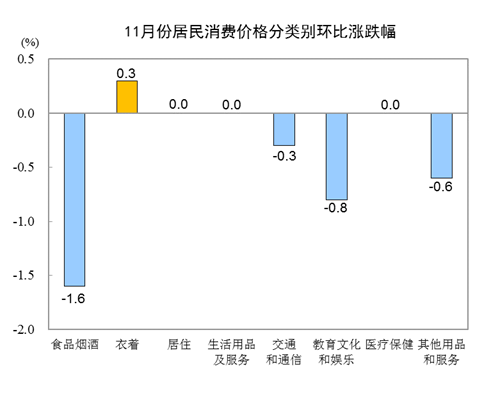 11月份居民消费价格分类别环比涨跌幅
(%)
0.5
0.0
-0.5
-1.0
-1.5
-2.0
-1.6
0.3
0.0
0.0
-0.3
-0.8
0.0
-0.6
食品烟酒
衣着
居住
生活用品
及服务
交通
和通信
教育文化
和娱乐
医疗保健
其他用品
和服务